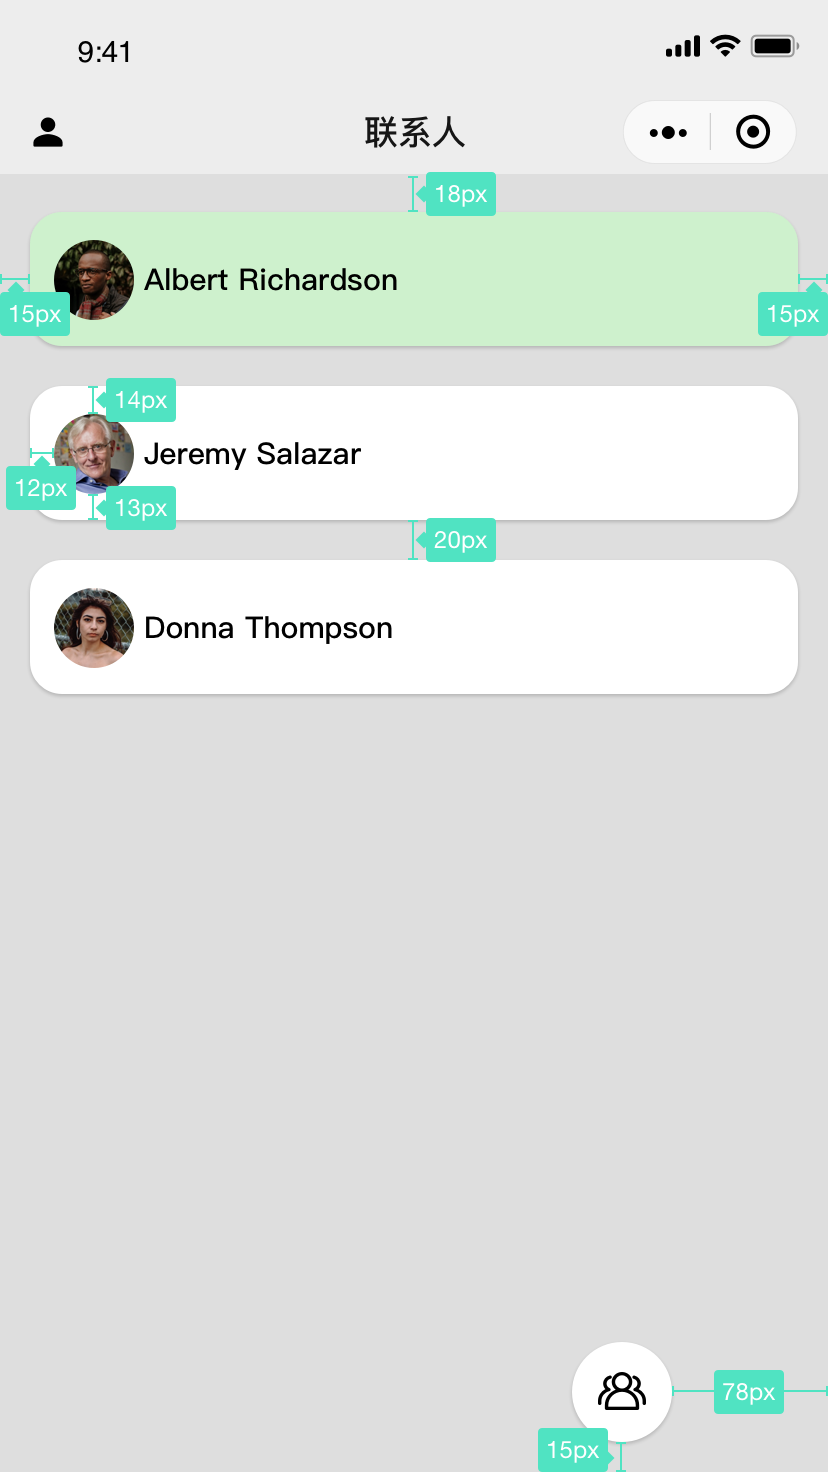 9:41
联系人
18px
Albert Richardson
15px
15px
14px
Jeremy Salazar
12px
13px
20px
Donna Thompson
78px
15px